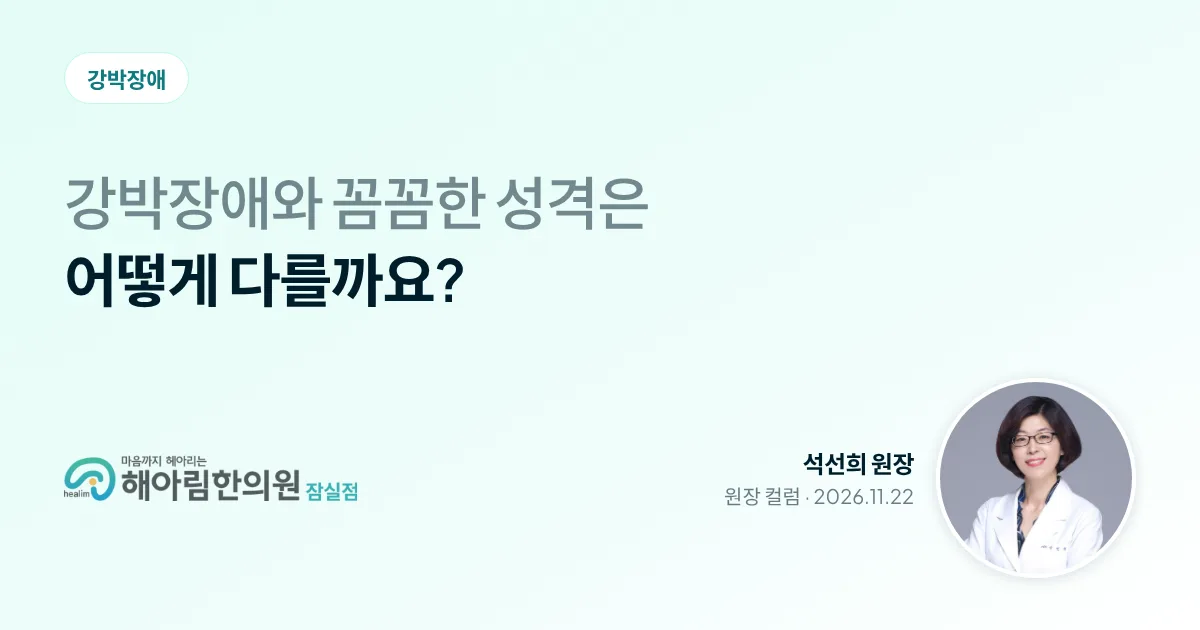 강박장애
강박장애와 꼼꼼한 성격은
어떻게 다를까요?
마음까지 헤아리는
healim 해아림한의원 잠실점
석선희 원장
원장 컬럼 · 2026.11.22